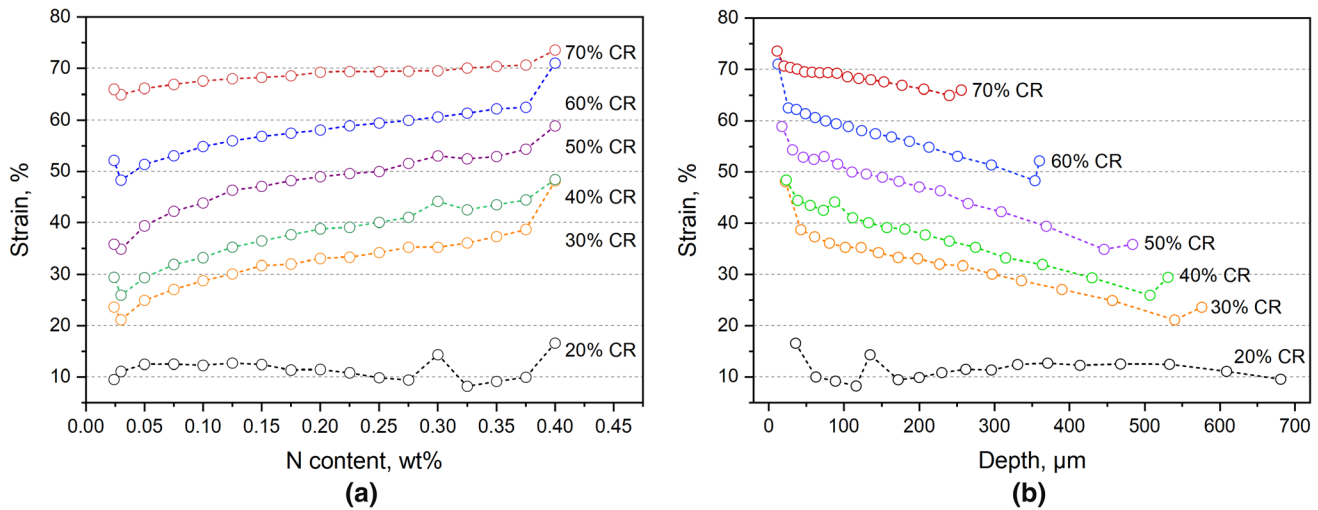 80
70
60
50
40
30
20
10
Strain, %
70% CR
60% CR
50% CR
40% CR
30% CR
20% CR
0.00 0.05 0.10 0.15 0.20 0.25 0.30 0.35 0.40 0.45
N content, wt%
(a)
80
70
60
50
40
30
20
10
Strain, %
70% CR
60% CR
50% CR
40% CR
30% CR
20% CR
0 100 200 300 400 500 600 700
Depth, µm
(b)